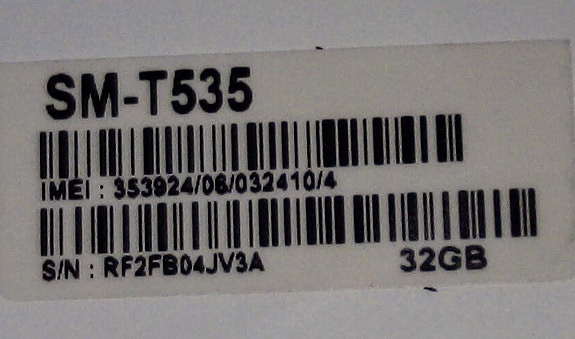 SM-T535
IMEI : 353924/06/032410/4
S/N : RF2FB04JV3A 32GB